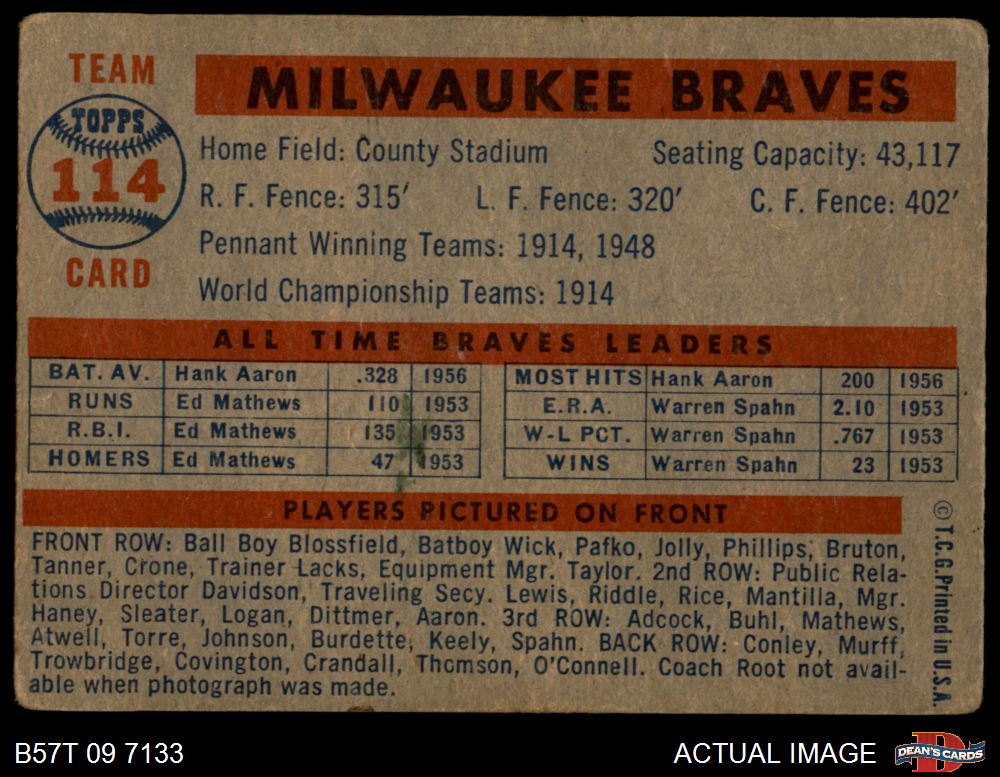 TEAM
TOPPS
114
CARD
MILWAUKEE BRAVES
Home Field: County Stadium Seating Capacity: 43,117
R. F. Fence: 315′ L. F. Fence: 320′ C. F. Fence: 402′
Pennant Winning Teams: 1914, 1948
World Championship Teams: 1914
ALL TIME BRAVES LEADERS
BAT. AV. Hank Aaron .328 1956
RUNS Ed Mathews 110 1953
R.B.I. Ed Mathews 135 1953
HOMERS Ed Mathews 47 1953
MOST HITS Hank Aaron 200 1956
E.R.A. Warren Spahn 2.10 1953
W-L PCT. Warren Spahn .767 1953
WINS Warren Spahn 23 1953
PLAYERS PICTURED ON FRONT
FRONT ROW: Ball Boy Blossfield, Batboy Wick, Pafko, Jolly, Phillips, Bruton,
Tanner, Crone, Trainer Lacks, Equipment Mgr. Taylor. 2nd ROW: Public Rela-
tions Director Davidson, Traveling Secy. Lewis, Riddle, Rice, Mantilla, Mgr.
Haney, Sleater, Logan, Dittmer, Aaron. 3rd ROW: Adcock, Buhl, Mathews,
Atwell, Torre, Johnson, Burdette, Keely, Spahn. BACK ROW: Conley, Murff,
Trowbridge, Covington, Crandall, Thomson, O'Connell. Coach Root not avail-
able when photograph was made.
© T.C.G. Printed in U.S.A.
B57T 09 7133
ACTUAL IMAGE
DEAN'S CARDS